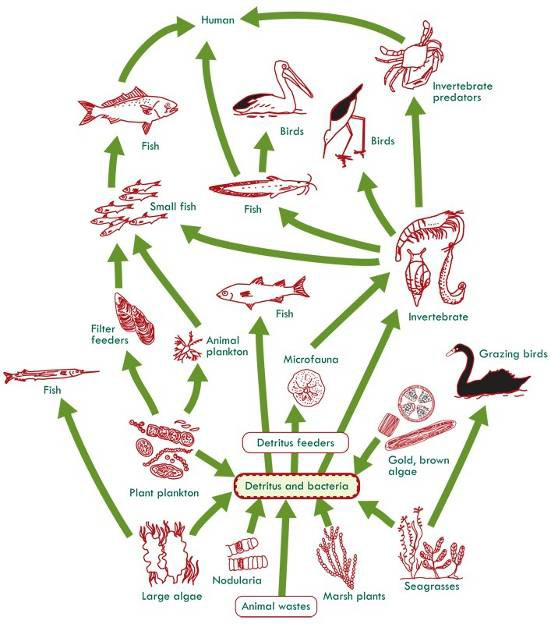 Human
Invertebrate
predators
Fish
Birds
Birds
Small fish
Fish
Invertebrate
Fish
Filter
feeders
Animal
plankton
Microfauna
Grazing birds
Fish
Detritus feeders
Gold, brown
algae
Plant plankton
Detritus and bacteria
Large algae
Nodularia
Animal wastes
Marsh plants
Seagrasses